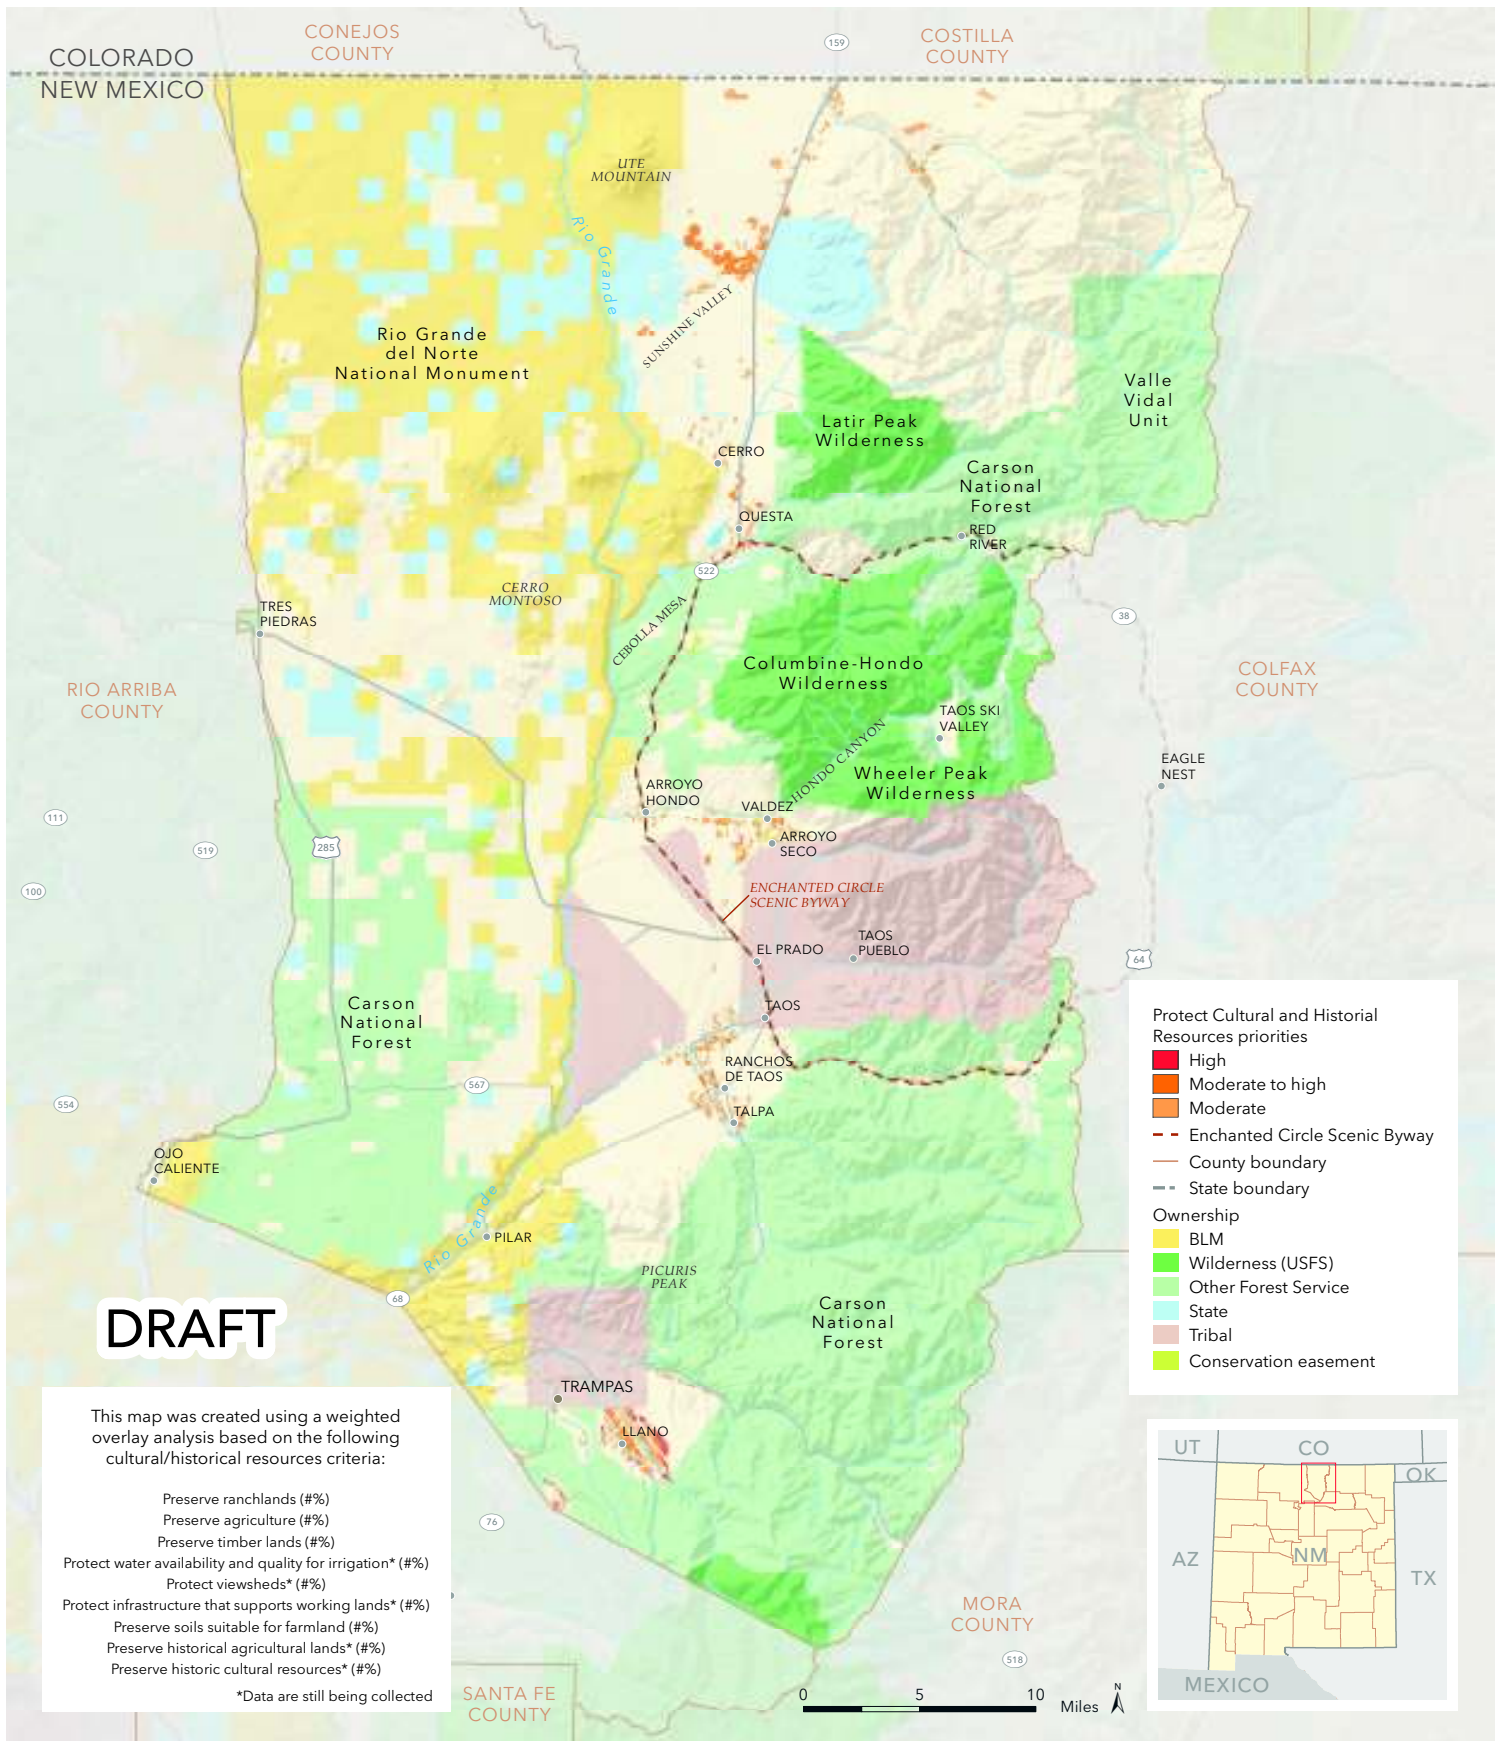 CONEJOS
COUNTY
COSTILLA
COUNTY
159
COLORADO
NEW MEXICO
UTE
MOUNTAIN
Rio Grande
SUNSHINE VALLEY
Rio Grande
del Norte
National Monument
Valle
Vidal
Unit
Latir Peak
Wilderness
CERRO
Carson
National
Forest
QUESTA
RED
RIVER
522
CERRO
MONTOSO
CEBOLLA MESA
TRES
PIEDRAS
38
Columbine-Hondo
Wilderness
RIO ARRIBA
COUNTY
COLFAX
COUNTY
TAOS SKI
VALLEY
HONDO CANYON
EAGLE
NEST
Wheeler Peak
Wilderness
ARROYO
HONDO
VALDEZ
111
ARROYO
SECO
519
285
100
ENCHANTED CIRCLE
SCENIC BYWAY
TAOS
PUEBLO
EL PRADO
64
Carson
National
Forest
TAOS
RANCHOS
DE TAOS
567
554
TALPA
OJO
CALIENTE
Rio Grande
PILAR
PICURIS
PEAK
68
Carson
National
Forest
DRAFT
TRAMPAS
LLANO
76
MORA
COUNTY
518
SANTA FE
COUNTY
Protect Cultural and Historial
Resources priorities
High
Moderate to high
Moderate
Enchanted Circle Scenic Byway
County boundary
State boundary
Ownership
BLM
Wilderness (USFS)
Other Forest Service
State
Tribal
Conservation easement
This map was created using a weighted
overlay analysis based on the following
cultural/historical resources criteria:
Preserve ranchlands (#%)
Preserve agriculture (#%)
Preserve timber lands (#%)
Protect water availability and quality for irrigation* (#%)
Protect viewsheds* (#%)
Protect infrastructure that supports working lands* (#%)
Preserve soils suitable for farmland (#%)
Preserve historical agricultural lands* (#%)
Preserve historic cultural resources* (#%)
*Data are still being collected
0 5 10 Miles
N
UT
CO
OK
AZ
NM
TX
MEXICO